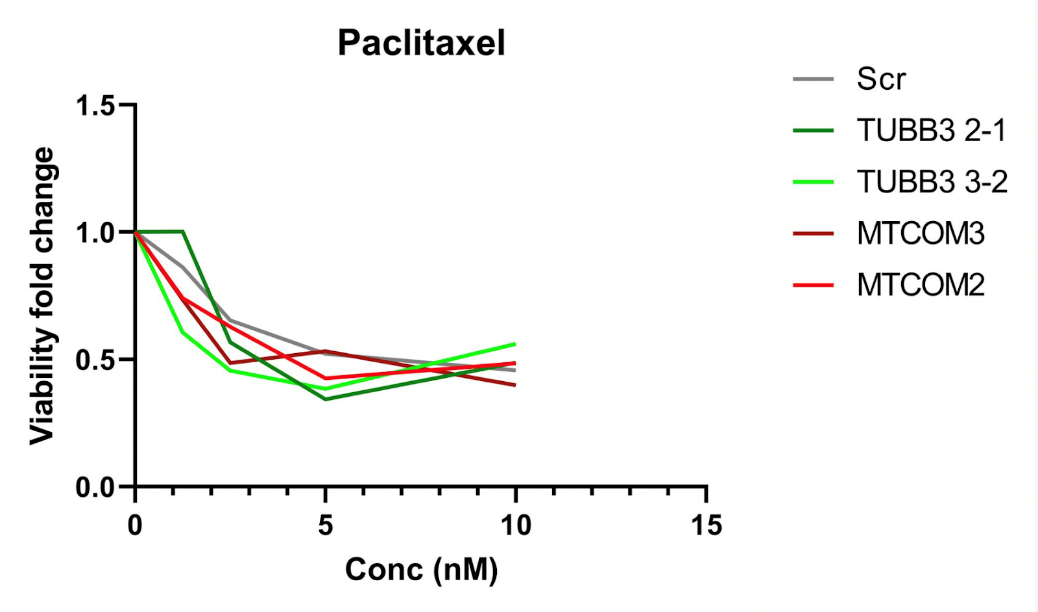 Paclitaxel
Scr
TUBB3 2-1
TUBB3 3-2
MTCOM3
MTCOM2
Viability fold change
1.5
1.0
0.5
0.0
0 5 10 15
Conc (nM)